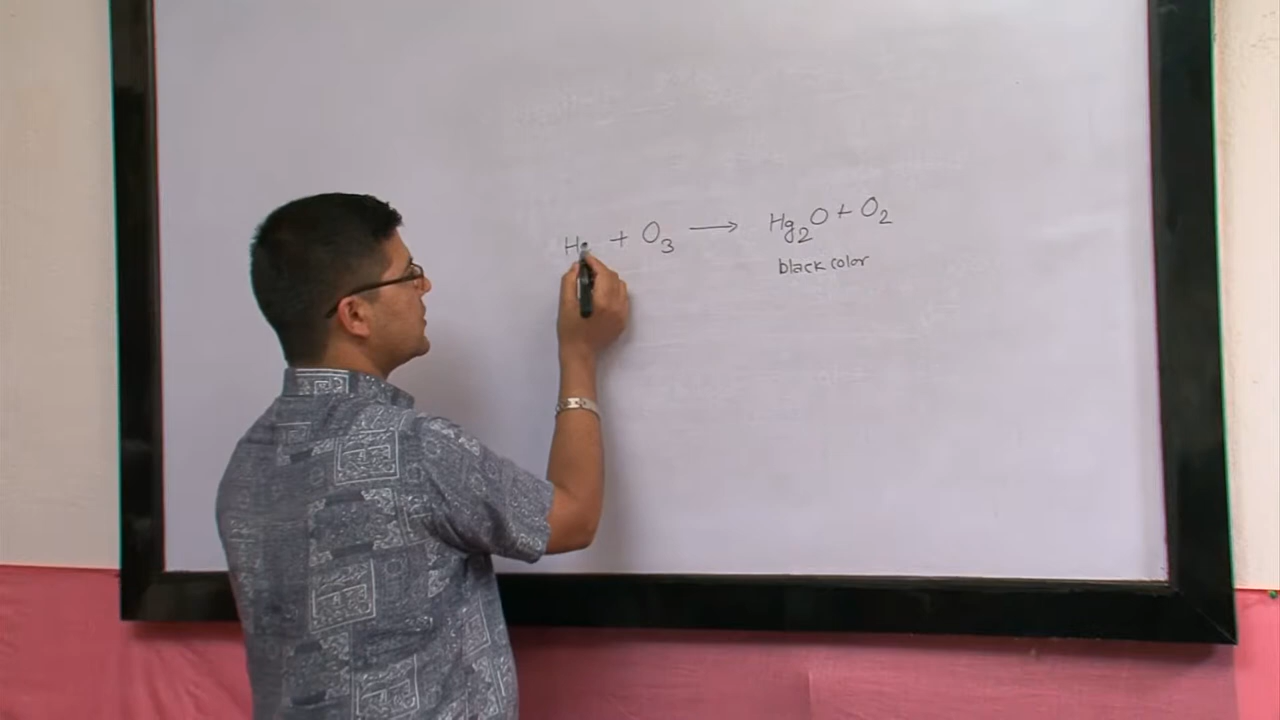 Hg + O₃ ⟶ Hg₂O + O₂
black color